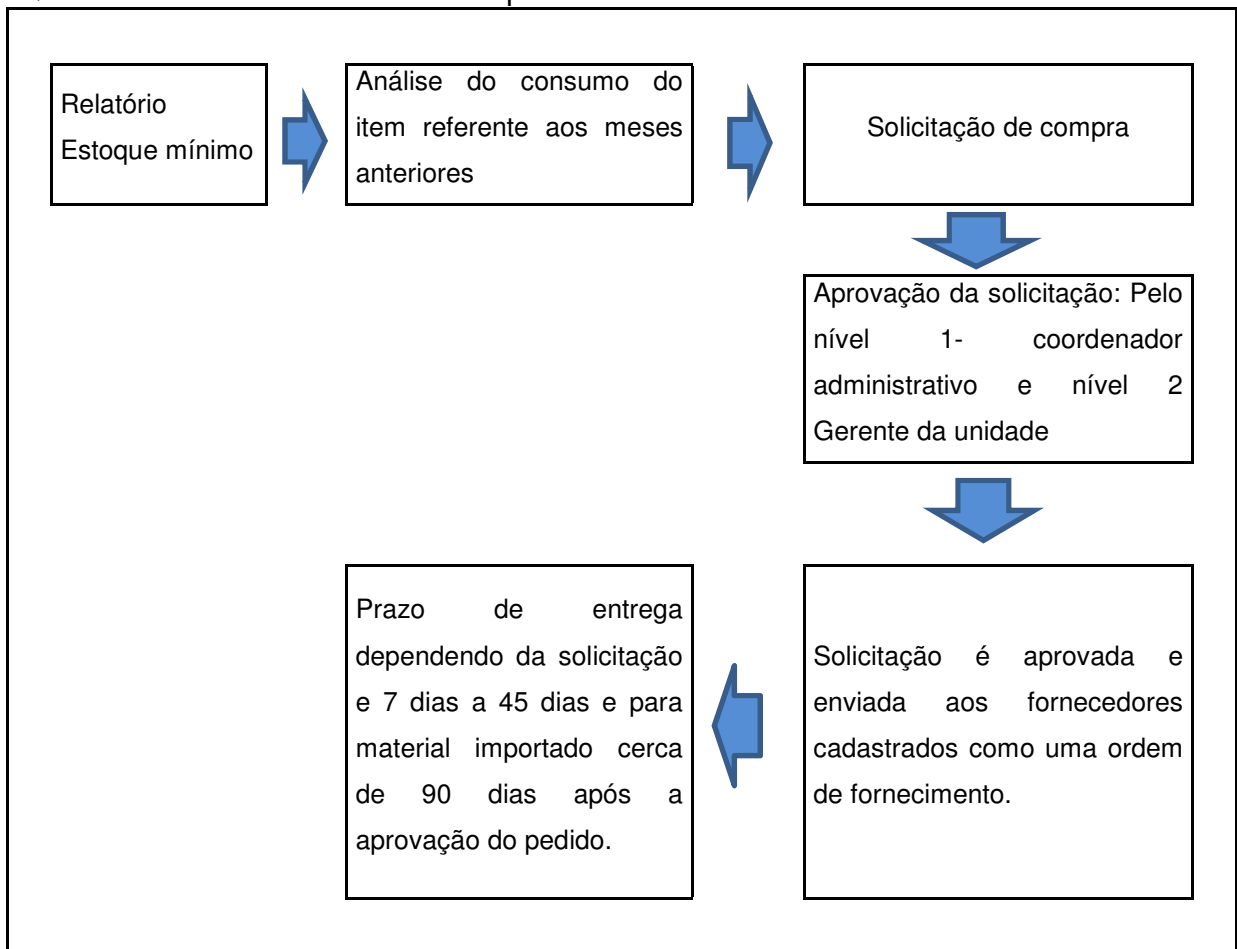 Relatório
Estoque mínimo
Análise do consumo do
item referente aos meses
anteriores
Solicitação de compra
Aprovação da solicitação: Pelo
nível 1- coordenador
administrativo e nível 2
Gerente da unidade
Solicitação é aprovada e
enviada aos fornecedores
cadastrados como uma ordem
de fornecimento.
Prazo de entrega
dependendo da solicitação
e 7 dias a 45 dias e para
material importado cerca
de 90 dias após a
aprovação do pedido.